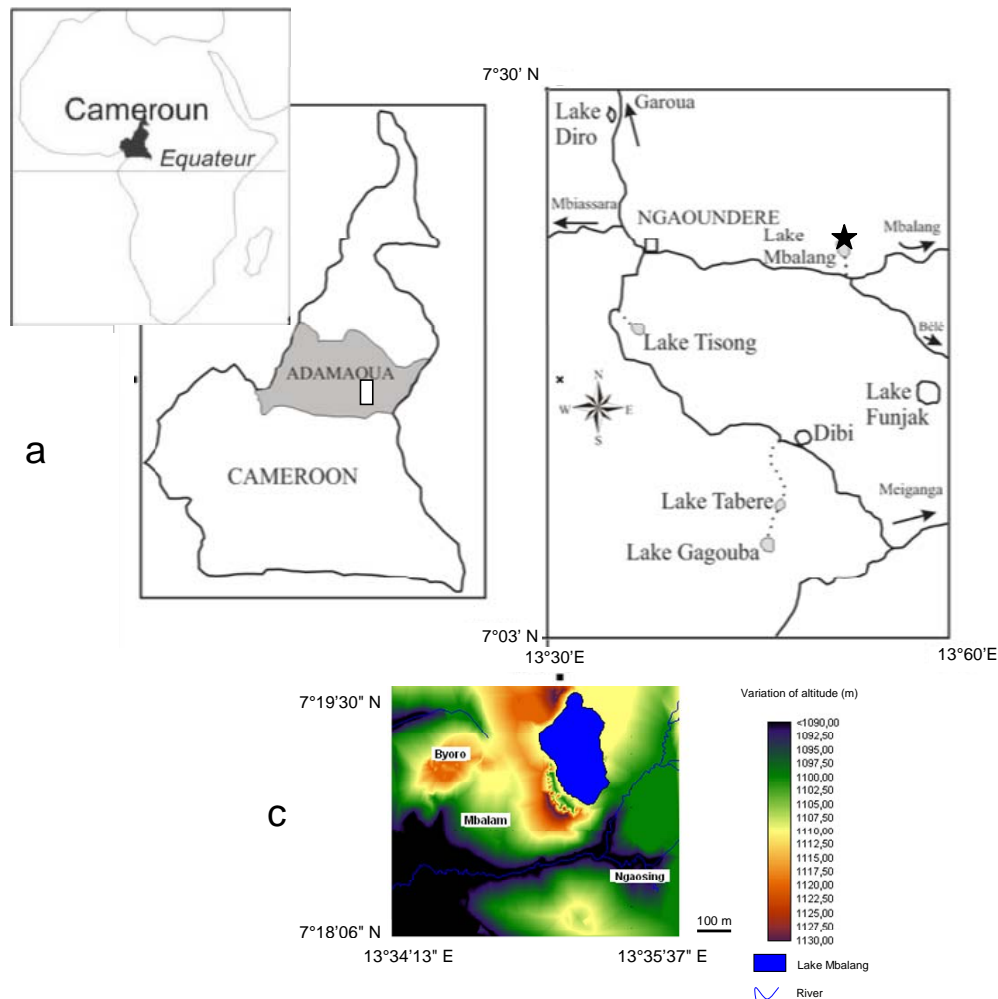 Cameroun
Equateur
ADAMAOUA
CAMEROON
a
7°30' N
Lake
Diro
Garoua
Mbiassara
NGAOUNDERE
Lake
Mbalang
Mbalang
Lake Tisong
Bélé
N
W
E
S
Lake
Funjak
Dibi
Lake Tabere
Meiganga
Lake Gagouba
7°03' N
13°30'E
13°60'E
7°19'30" N
Byoro
Mbalam
Ngaosing
c
7°18'06" N
13°34'13" E
13°35'37" E
100 m
Variation of altitude (m)
<1090,00
1092,50
1095,00
1097,50
1100,00
1102,50
1105,00
1107,50
1110,00
1112,50
1115,00
1117,50
1120,00
1122,50
1125,00
1127,50
1130,00
Lake Mbalang
River